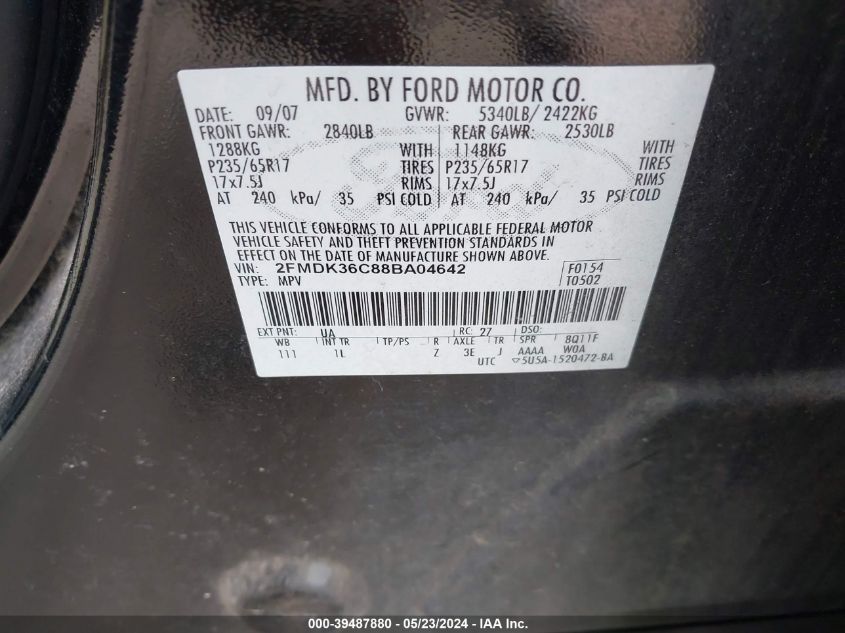 MFD. BY FORD MOTOR CO.
DATE: 09/07 GVWR: 5340LB/ 2422KG
FRONT GAWR: 2840LB REAR GAWR: 2530LB
1288KG WITH 1148KG WITH
P235/65R17 TIRES P235/65R17 TIRES
17x7.5J RIMS 17x7.5J RIMS
AT 240 kPa/ 35 PSI COLD AT 240 kPa/ 35 PSI COLD
THIS VEHICLE CONFORMS TO ALL APPLICABLE FEDERAL MOTOR
VEHICLE SAFETY AND THEFT PREVENTION STANDARDS IN
EFFECT ON THE DATE OF MANUFACTURE SHOWN ABOVE.
VIN: 2FMDK36C88BA04642 F0154
TYPE: MPV T0502
EXT PNT: UA RC: 27 DSO:
WB INT TR TP/PS R AXLE TR SPR 8Q11F
111 1L Z 3E J AAAA W0A
UTC ▽5U5A-1520472-BA
000-39487880 - 05/23/2024 - IAA Inc.